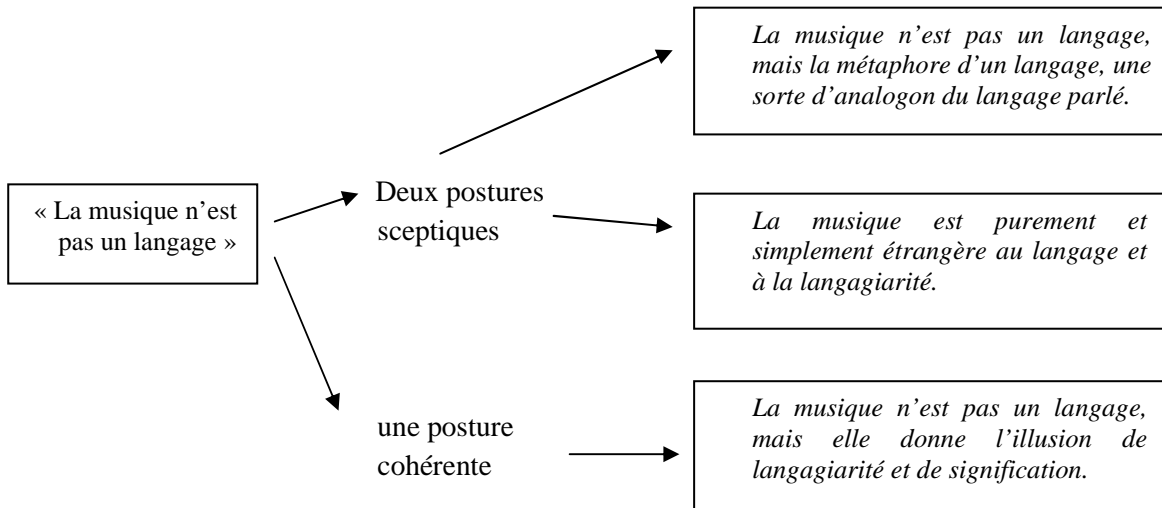 « La musique n’est
pas un langage »
Deux postures
sceptiques
La musique n’est pas un langage,
mais la métaphore d’un langage, une
sorte d’analogon du langage parlé.
La musique est purement et
simplement étrangère au langage et
à la langagiarité.
une posture
cohérente
La musique n’est pas un langage,
mais elle donne l’illusion de
langagiarité et de signification.